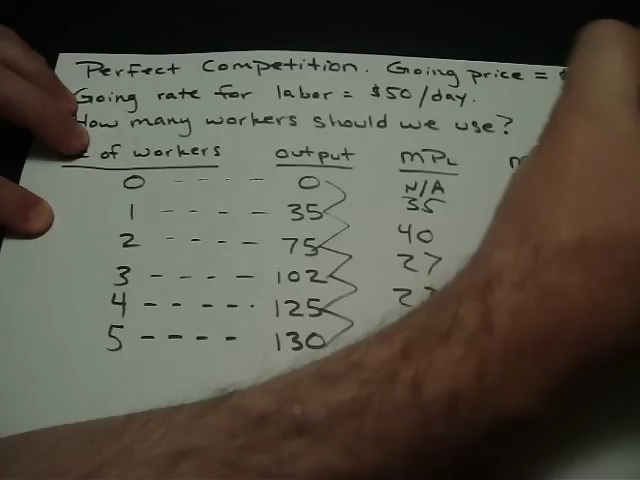 Perfect Competition. Going price = $
Going rate for labor = $50/day.
How many workers should we use?
of workers output MPL
0 - - - - 0 N/A
1 - - - - 35 35
2 - - - - 75 40
3 - - - - 102 27
4 - - - - - 125
5 - - - - 130